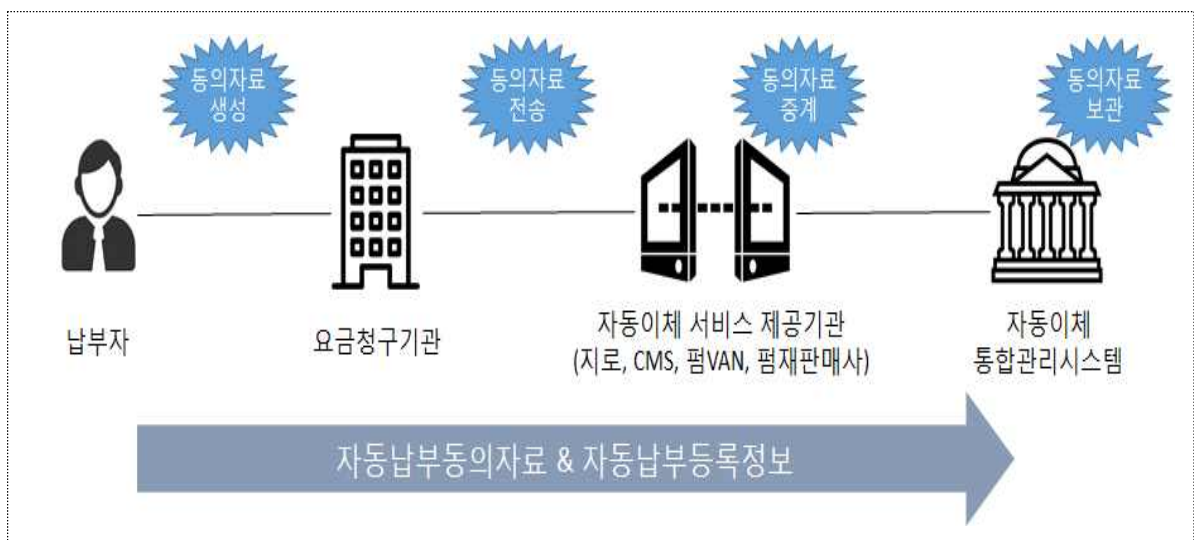 동의자료
생성
동의자료
전송
동의자료
중계
동의자료
보관
납부자
요금청구기관
자동이체 서비스 제공기관
(지로, CMS, 펌VAN, 펌재판매사)
자동이체
통합관리시스템
자동납부동의자료 & 자동납부등록정보